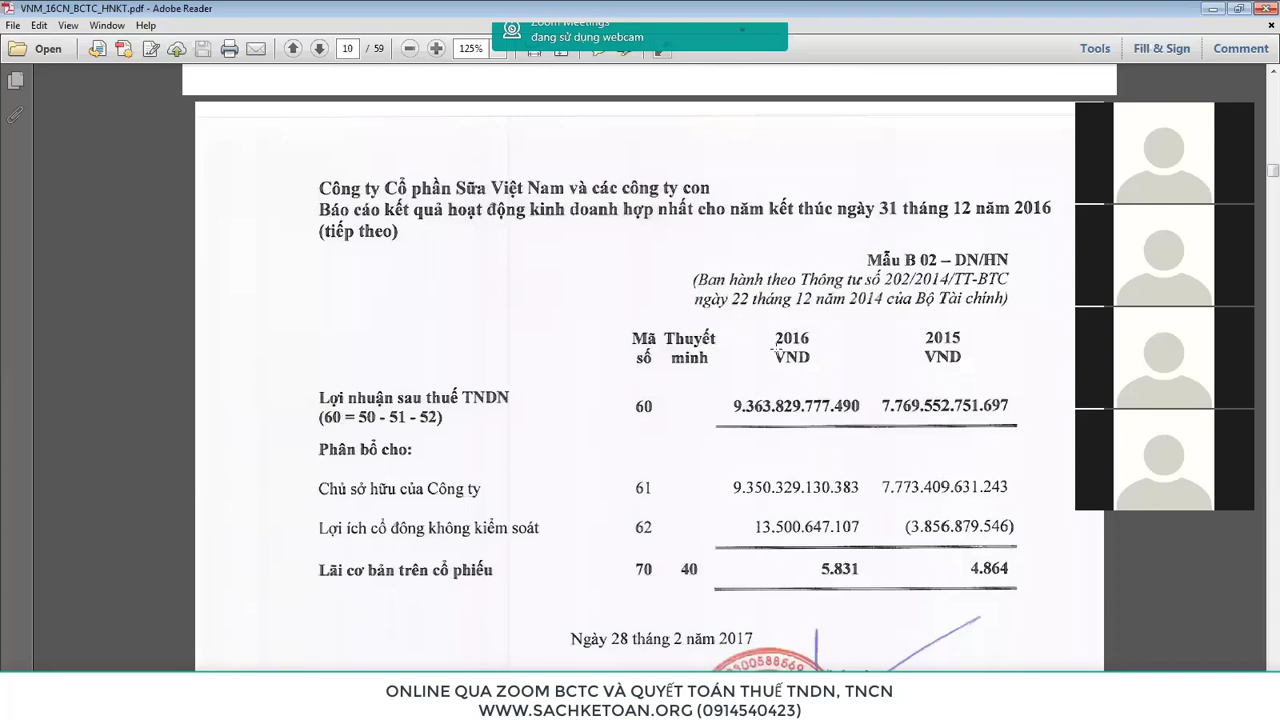 VNM_16CN_BCTC_HNKT.pdf - Adobe Reader
File Edit View Window Help
Zoom Meetings
đang sử dụng webcam
Open 10 / 59 125% Tools Fill & Sign Comment
Công ty Cổ phần Sữa Việt Nam và các công ty con
Báo cáo kết quả hoạt động kinh doanh hợp nhất cho năm kết thúc ngày 31 tháng 12 năm 2016
(tiếp theo)
Mẫu B 02 – DN/HN
(Ban hành theo Thông tư số 202/2014/TT-BTC
ngày 22 tháng 12 năm 2014 của Bộ Tài chính)
Mã Thuyết 2016 2015
số minh VND VND
Lợi nhuận sau thuế TNDN
(60 = 50 - 51 - 52) 60 9.363.829.777.490 7.769.552.751.697
Phân bổ cho:
Chủ sở hữu của Công ty 61 9.350.329.130.383 7.773.409.631.243
Lợi ích cổ đông không kiểm soát 62 13.500.647.107 (3.856.879.546)
Lãi cơ bản trên cổ phiếu 70 40 5.831 4.864
Ngày 28 tháng 2 năm 2017
ONLINE QUA ZOOM BCTC VÀ QUYẾT TOÁN THUẾ TNDN, TNCN
WWW.SACHKETOAN.ORG (0914540423)